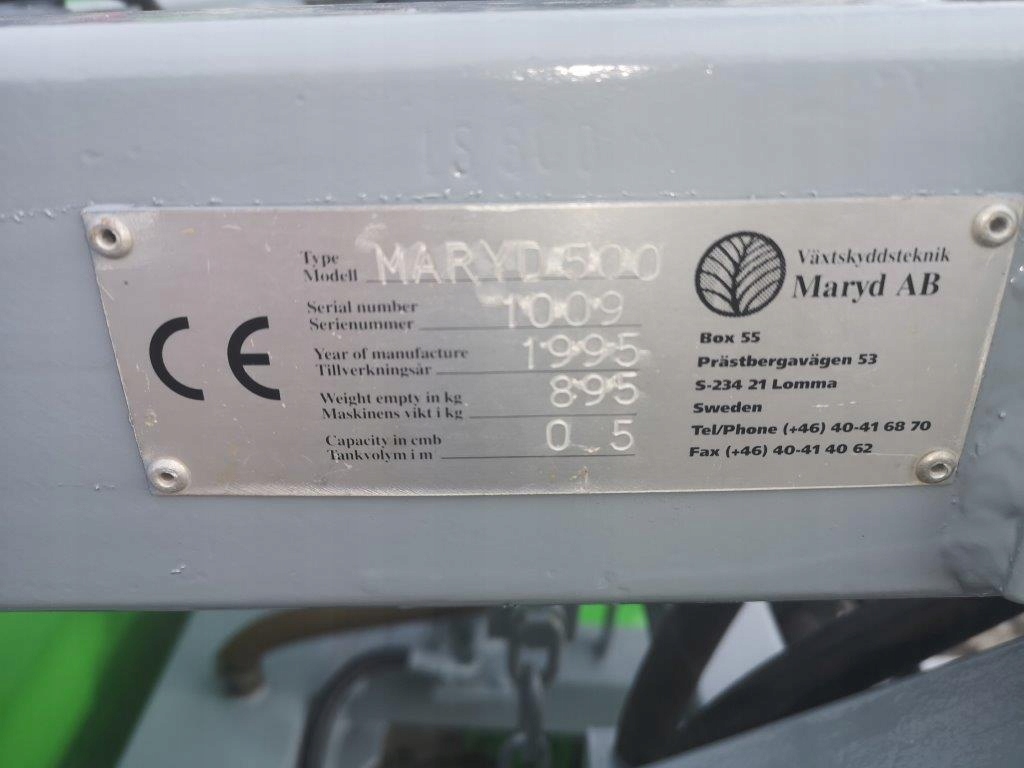 Type
Modell MARYD 500
Serial number
Serienummer 1009
Year of manufacture
Tillverkningsår 1995
Weight empty in kg
Maskinens vikt i kg 895
Capacity in cmb
Tankvolym i m³ 0 5
CE
Växtskyddsteknik
Maryd AB
Box 55
Prästbergavägen 53
S-234 21 Lomma
Sweden
Tel/Phone (+46) 40-41 68 70
Fax (+46) 40-41 40 62